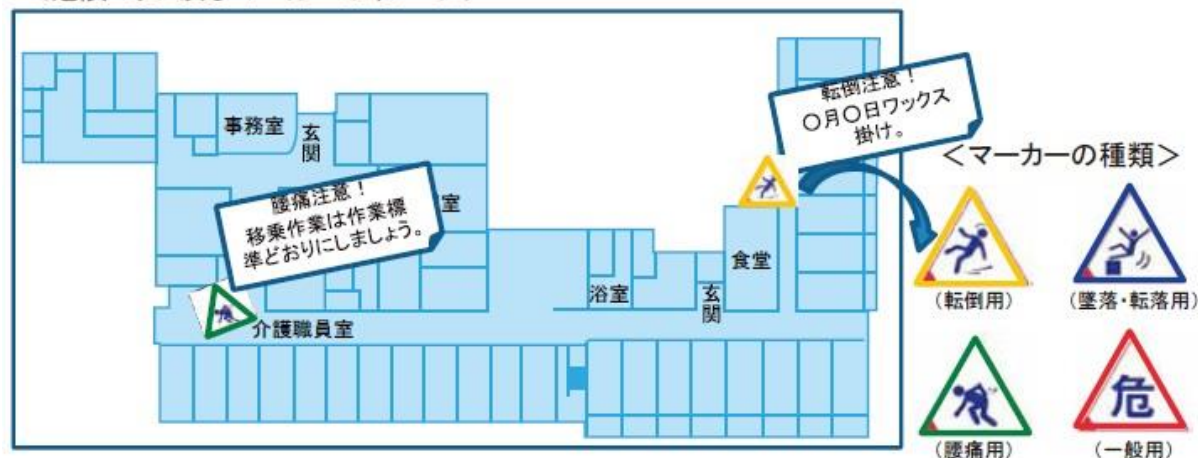 転倒注意!
〇月〇日ワックス
掛け。
<マーカーの種類>
事務室
玄
関
腰痛注意!
移乗作業は作業標
準どおりにしましょう。
室
食堂
浴室
玄
関
介護職員室
(転倒用)
(墜落・転落用)
危
(腰痛用)
(一般用)